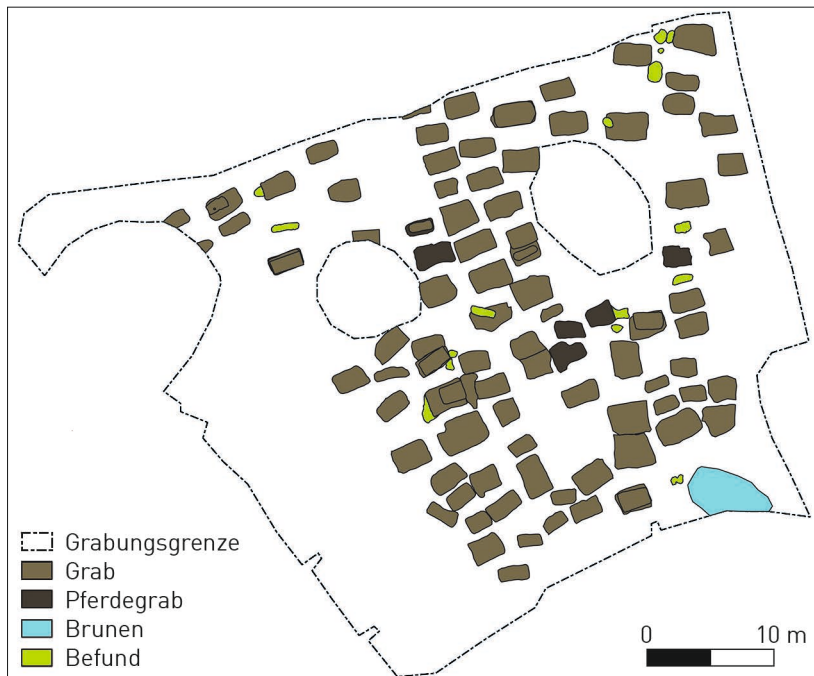 Grabungsgrenze
Grab
Pferdegrab
Brunen
Befund
0 10 m